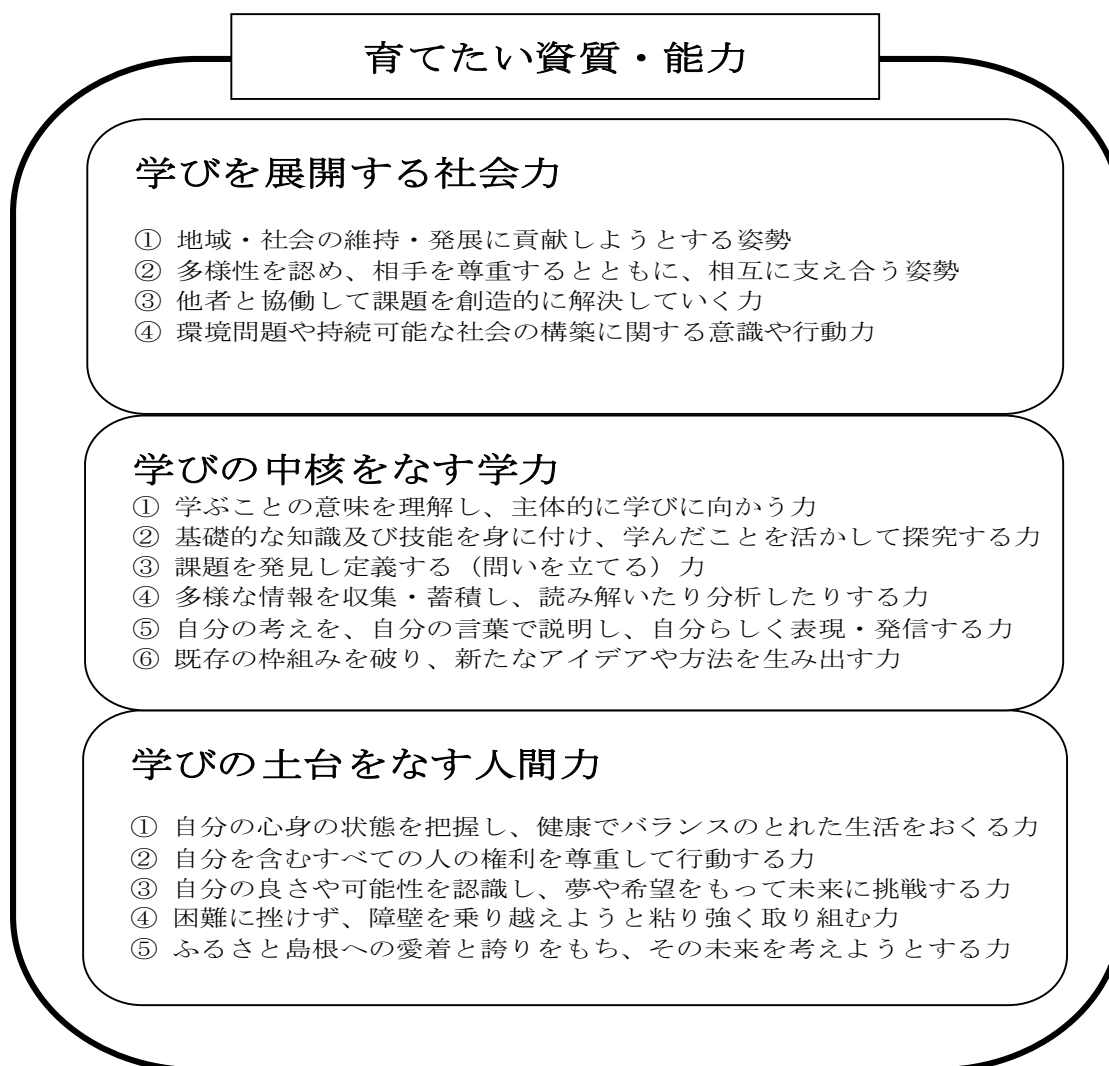 育てたい資質・能力
学びを展開する社会力
① 地域・社会の維持・発展に貢献しようとする姿勢
② 多様性を認め、相手を尊重するとともに、相互に支え合う姿勢
③ 他者と協働して課題を創造的に解決していく力
④ 環境問題や持続可能な社会の構築に関する意識や行動力
学びの中核をなす学力
① 学ぶことの意味を理解し、主体的に学びに向かう力
② 基礎的な知識及び技能を身に付け、学んだことを活かして探究する力
③ 課題を発見し定義する（問いを立てる）力
④ 多様な情報を収集・蓄積し、読み解いたり分析したりする力
⑤ 自分の考えを、自分の言葉で説明し、自分らしく表現・発信する力
⑥ 既存の枠組みを破り、新たなアイデアや方法を生み出す力
学びの土台をなす人間力
① 自分の心身の状態を把握し、健康でバランスのとれた生活をおくる力
② 自分を含むすべての人の権利を尊重して行動する力
③ 自分の良さや可能性を認識し、夢や希望をもって未来に挑戦する力
④ 困難に挫けず、障壁を乗り越えようと粘り強く取り組む力
⑤ ふるさと島根への愛着と誇りをもち、その未来を考えようとする力